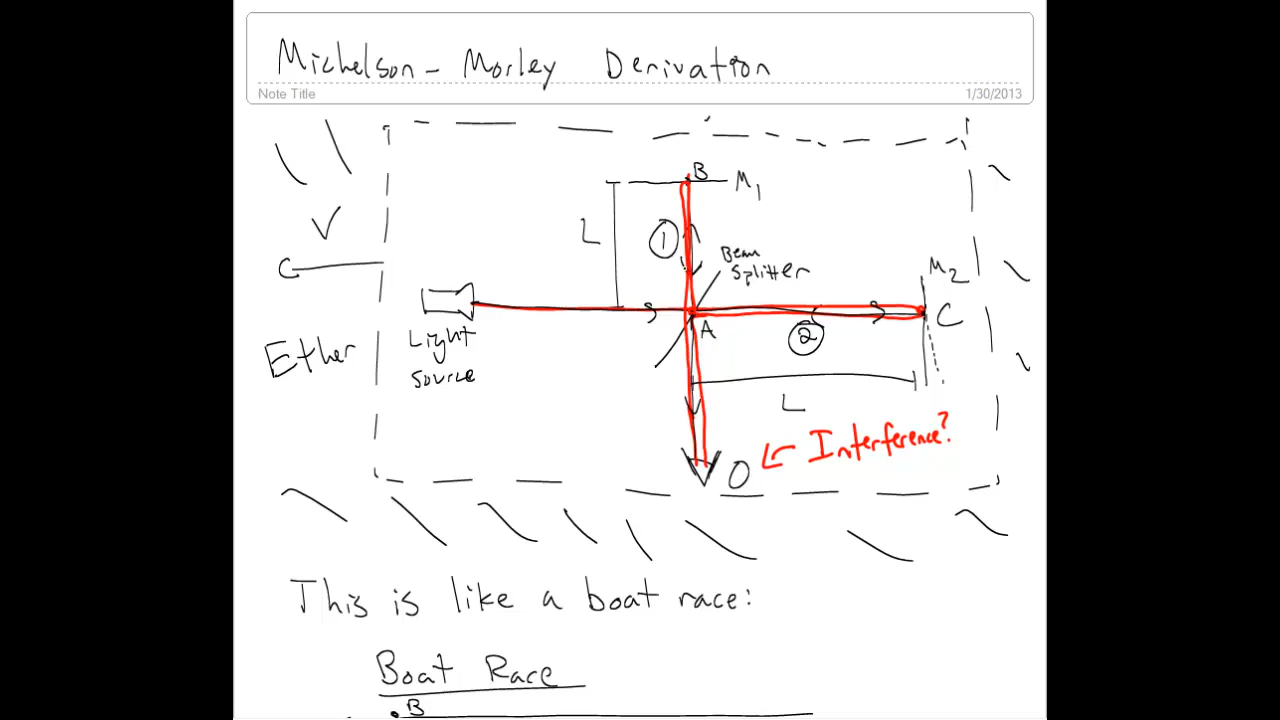 Michelson-Morley Derivation
Note Title
1/30/2013
B
M1
V
L
1
Beam
Splitter
M2
C
A
2
Light
Source
Ether
L
Interference?
O
This is like a boat race:
Boat Race
B